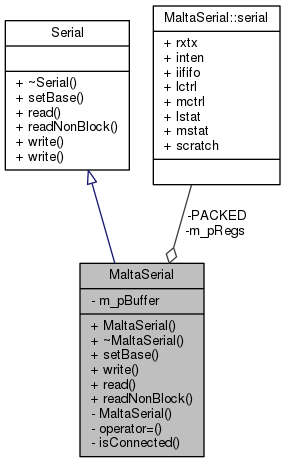 Serial
+ ~Serial()
+ setBase()
+ read()
+ readNonBlock()
+ write()
+ write()
MaltaSerial::serial
+ rxtx
+ inten
+ iififo
+ lctrl
+ mctrl
+ lstat
+ mstat
+ scratch
-PACKED
-m_pRegs
MaltaSerial
- m_pBuffer
+ MaltaSerial()
+ ~MaltaSerial()
+ setBase()
+ write()
+ read()
+ readNonBlock()
- MaltaSerial()
- operator=()
- isConnected()